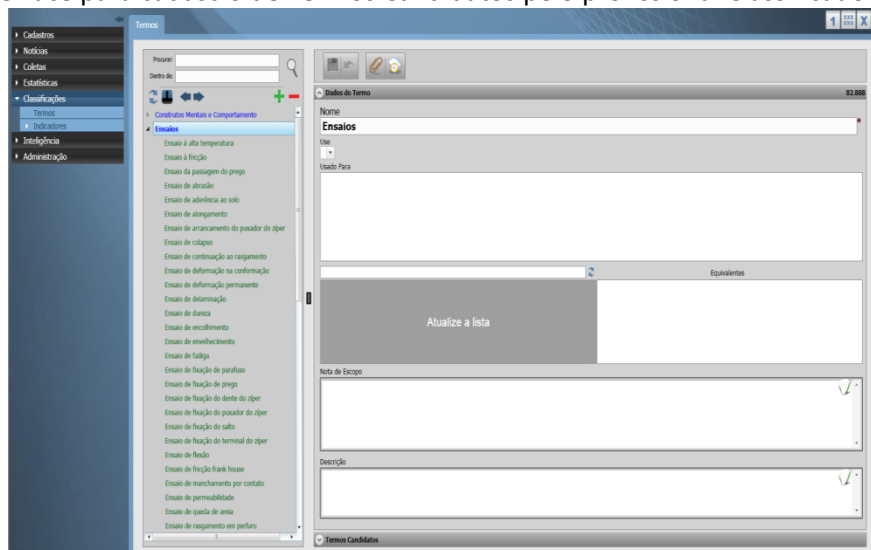 Termos
1 XXX XXX X
Cadastros
Notícias
Coletas
Estatísticas
Classificações
Termos
Indicadores
Inteligência
Administração
Procurar:
Dentro de:
Construtos Mentais e Comportamento
Ensaios
Ensaio à alta temperatura
Ensaio à fricção
Ensaio da passagem do prego
Ensaio de abrasão
Ensaio de aderência ao solo
Ensaio de alongamento
Ensaio de arrancamento do puxador do zíper
Ensaio de colapso
Ensaio de continuação ao rasgamento
Ensaio de deformação na conformação
Ensaio de deformação permanente
Ensaio de delaminação
Ensaio de dureza
Ensaio de encolhimento
Ensaio de envelhecimento
Ensaio de fadiga
Ensaio de fixação de parafuso
Ensaio de fixação de prego
Ensaio de fixação do dente do zíper
Ensaio de fixação do puxador do zíper
Ensaio de fixação do salto
Ensaio de fixação do terminal do zíper
Ensaio de flexão
Ensaio de fricção frank house
Ensaio de manchamento por contato
Ensaio de permeabilidade
Ensaio de queda de areia
Ensaio de rasgamento em perfuro
Dados do Termo 82.888
Nome
Ensaios
Use
Usado Para
Equivalentes
Atualize a lista
Nota de Escopo
Descrição
Termos Candidatos